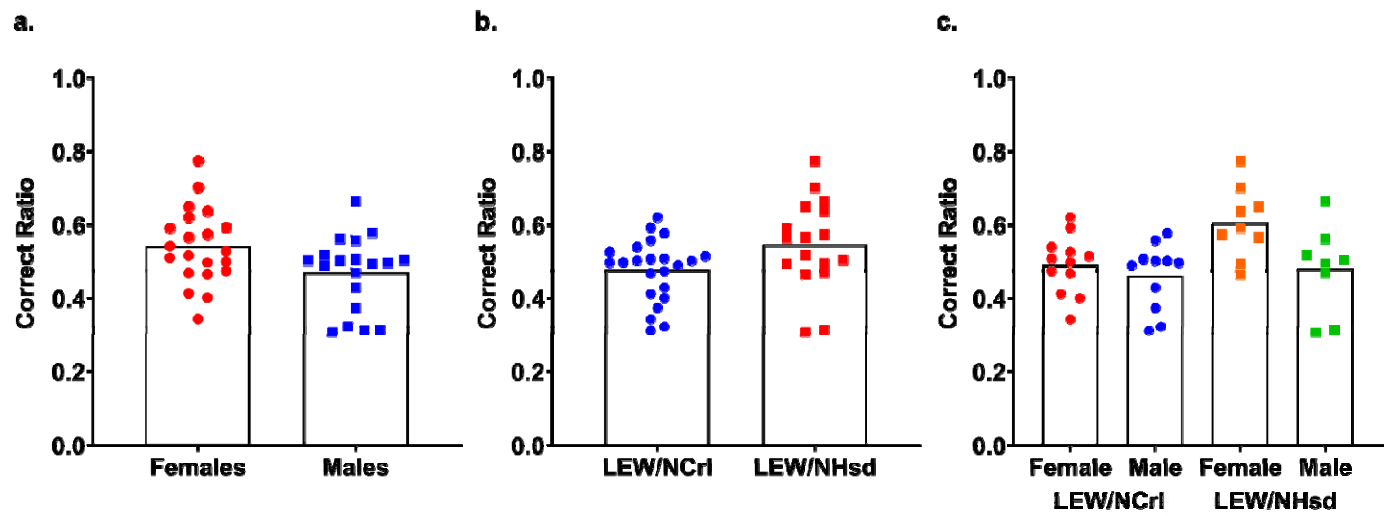 a.
Correct Ratio
1.0
0.8
0.6
0.4
0.2
0.0
Females Males
b.
Correct Ratio
1.0
0.8
0.6
0.4
0.2
0.0
LEW/NCrl LEW/NHsd
c.
Correct Ratio
1.0
0.8
0.6
0.4
0.2
0.0
Female Male Female Male
LEW/NCrl LEW/NHsd